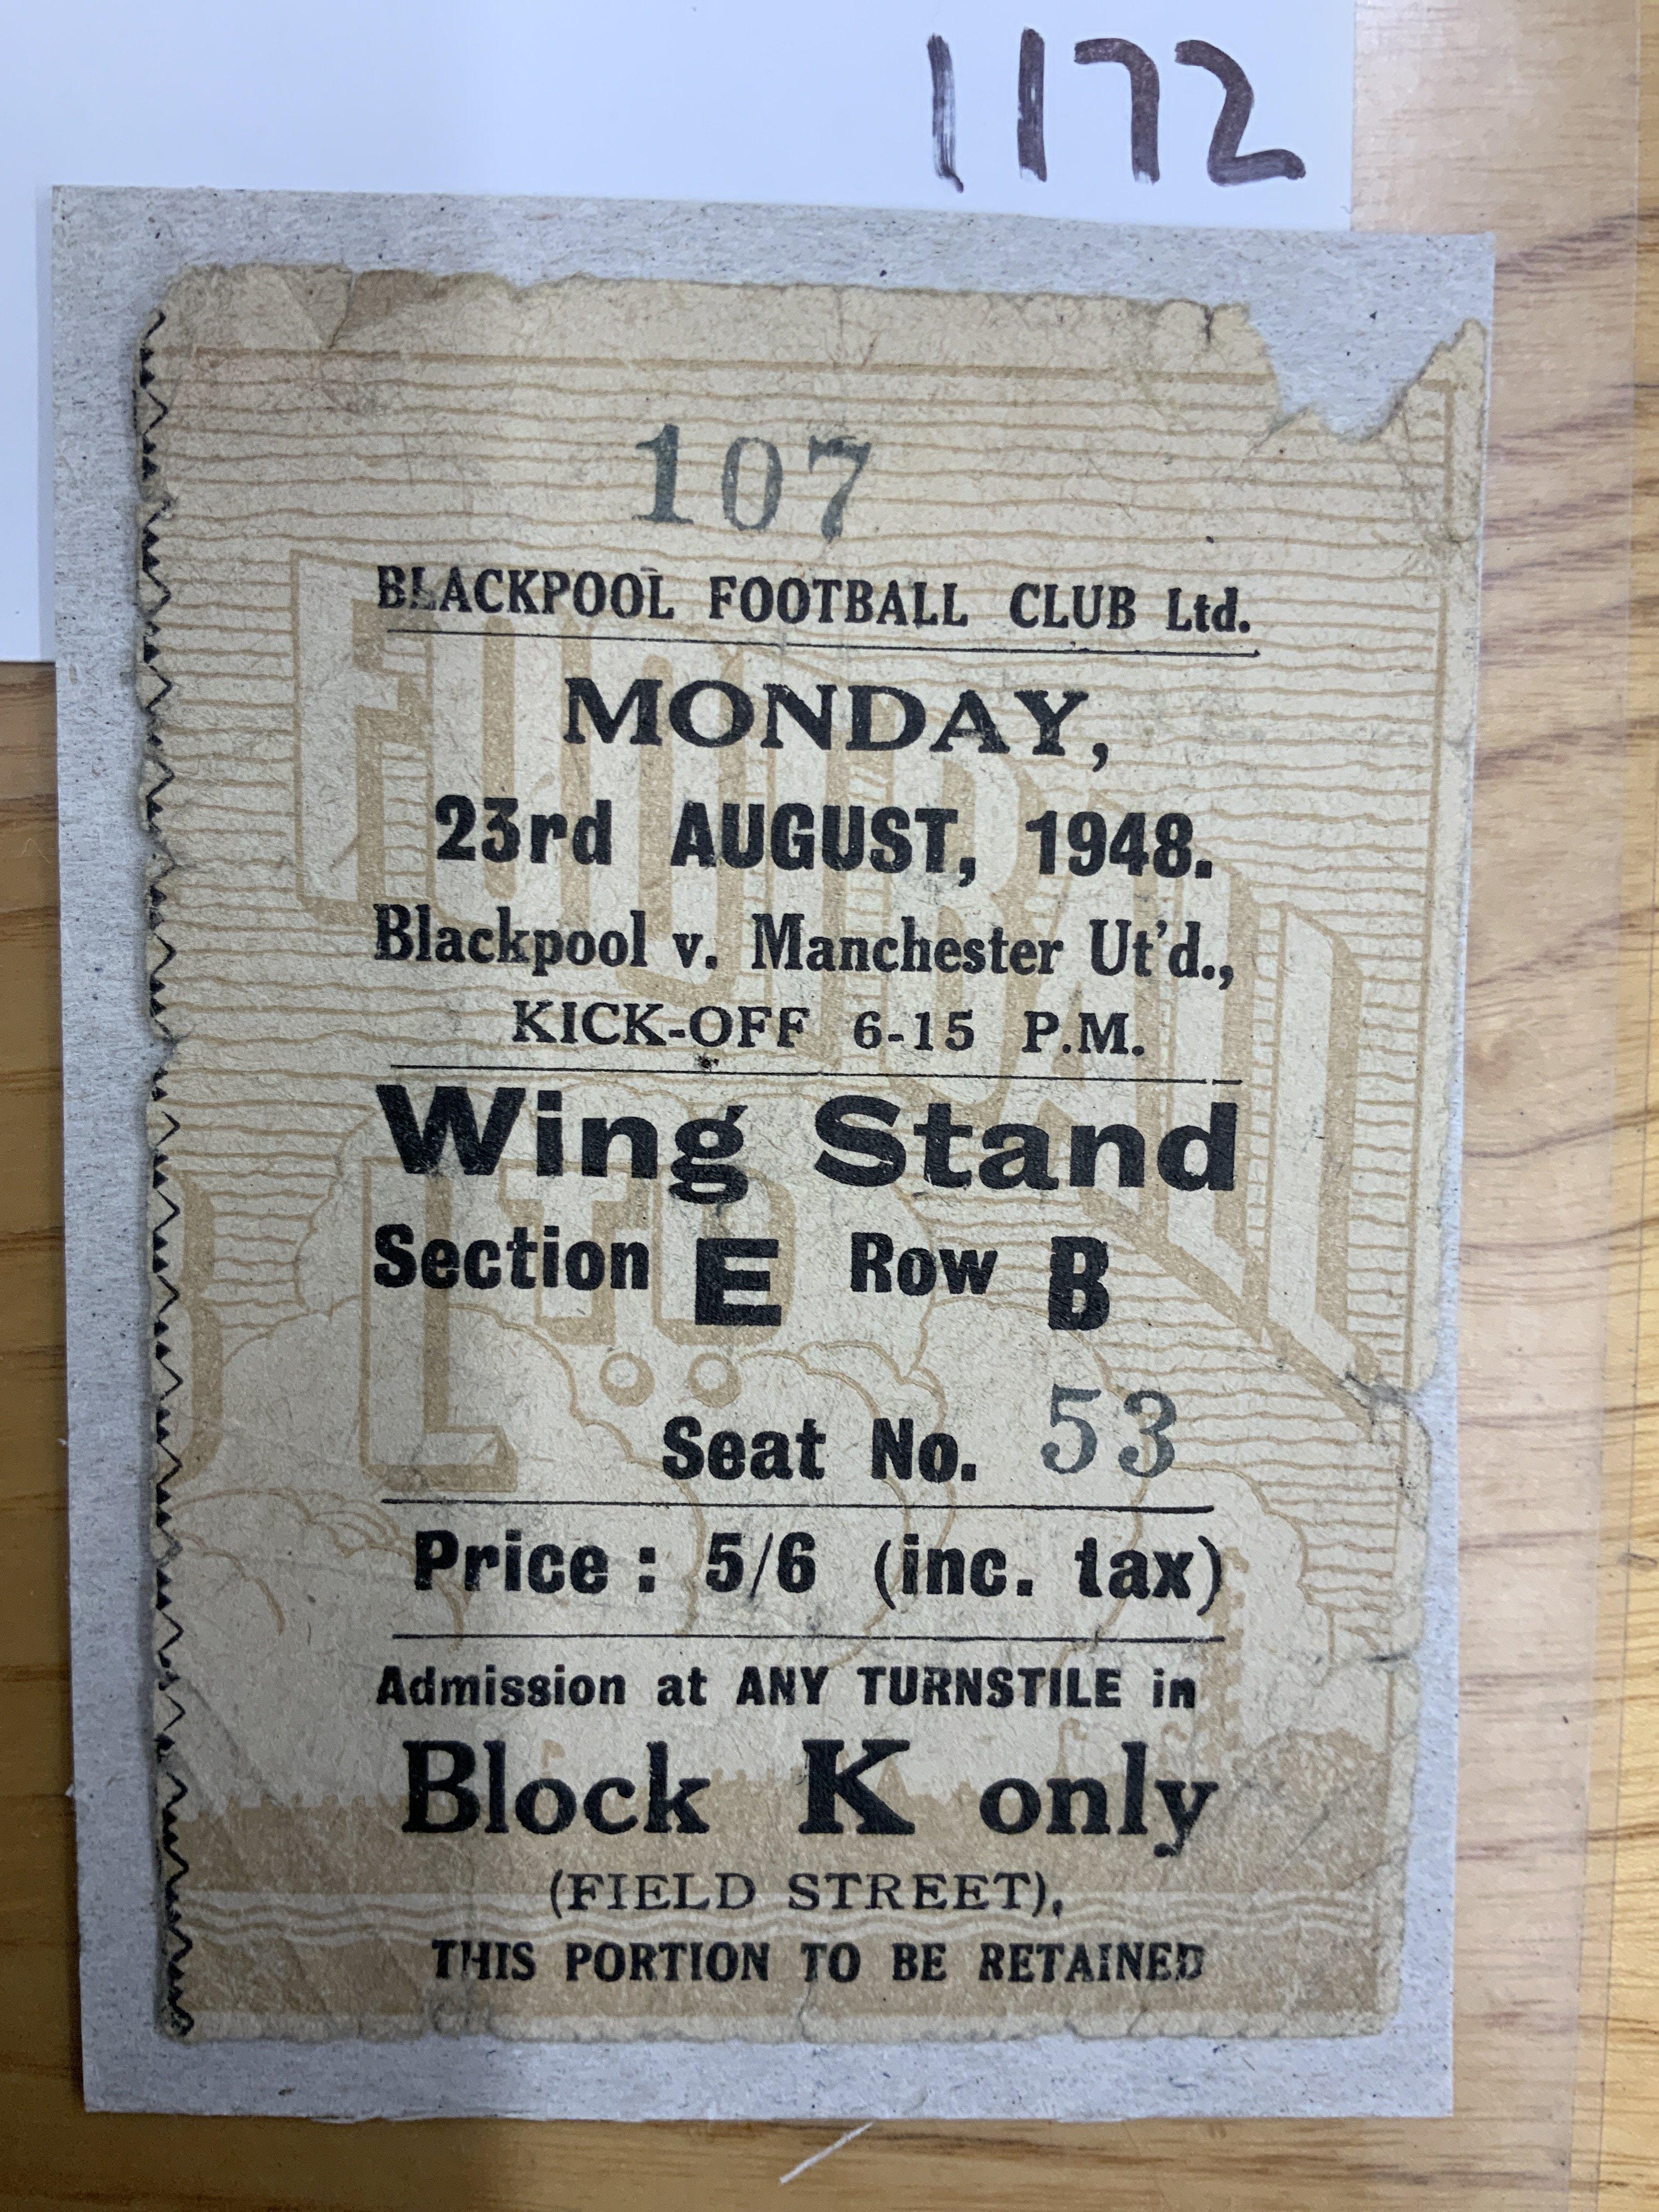 1172
107
BLACKPOOL FOOTBALL CLUB Ltd.
MONDAY,
23rd AUGUST, 1948.
Blackpool v. Manchester Ut'd.,
KICK-OFF 6-15 P.M.
Wing Stand
Section E Row B
Seat No. 53
Price : 5/6 (inc. tax)
Admission at ANY TURNSTILE in
Block K only
(FIELD STREET),
THIS PORTION TO BE RETAINED
FOOTBALL
LTD